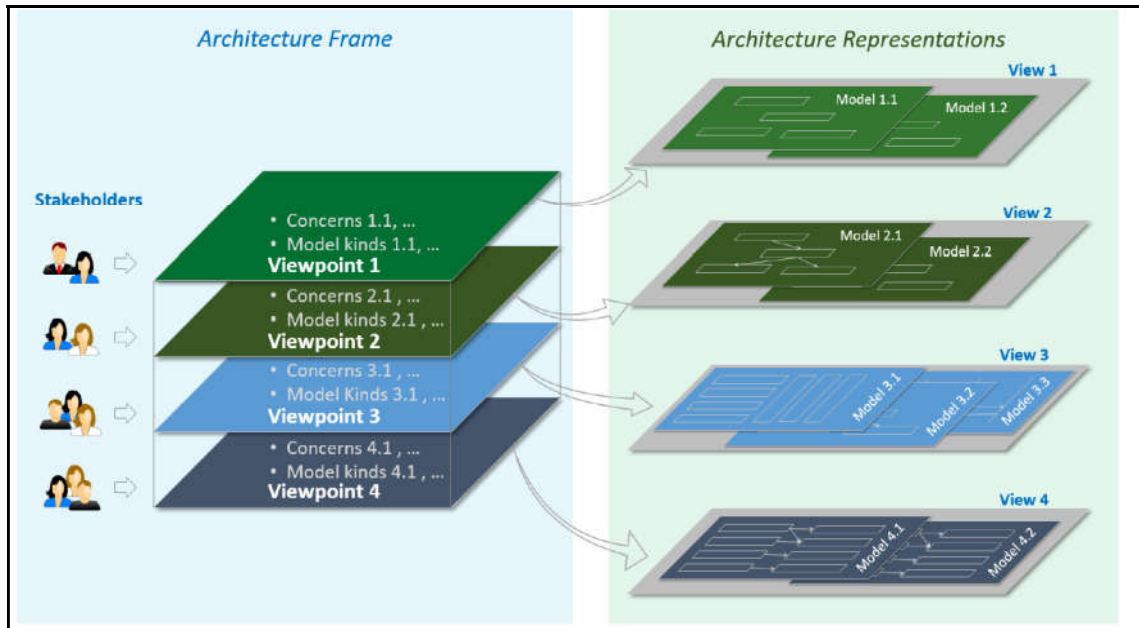 Architecture Frame
Stakeholders
• Concerns 1.1, ...
• Model kinds 1.1, ...
Viewpoint 1
• Concerns 2.1 , ...
• Model kinds 2.1 , ...
Viewpoint 2
• Concerns 3.1 , ...
• Model Kinds 3.1 , ...
Viewpoint 3
• Concerns 4.1 , ...
• Model kinds 4.1 , ...
Viewpoint 4
Architecture Representations
View 1
Model 1.1
Model 1.2
View 2
Model 2.1
Model 2.2
View 3
Model 3.1
Model 3.2
Model 3.3
View 4
Model 4.1
Model 4.2